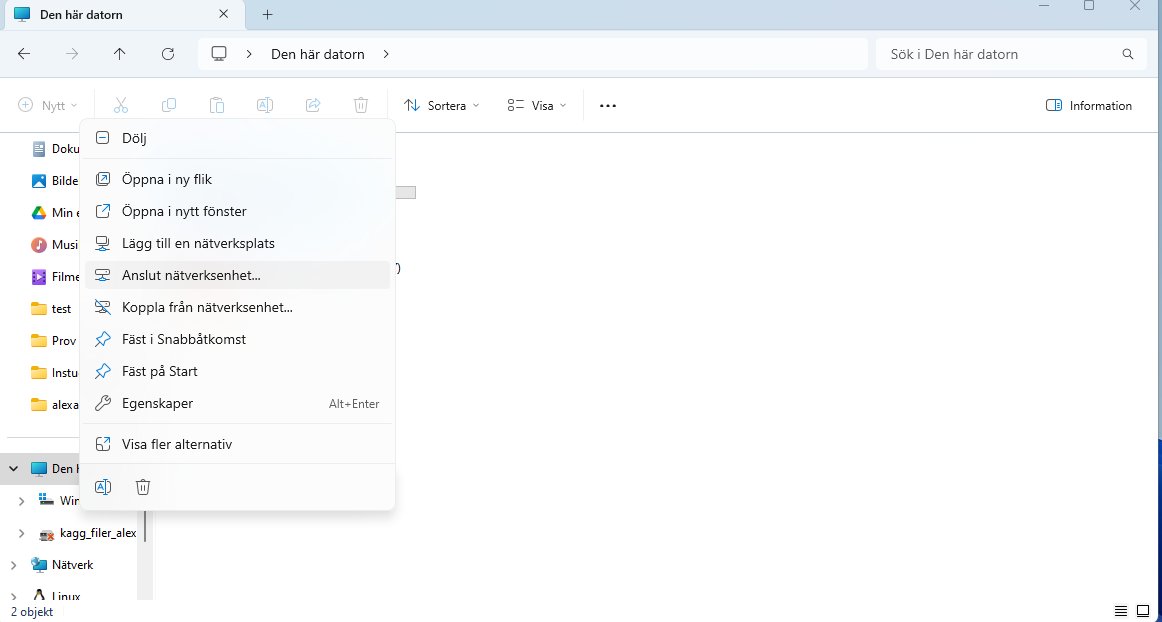 Den här datorn
Den här datorn
Sök i Den här datorn
Nytt
Sortera
Visa
Information
Doku
Bilde
Min e
Musi
Filme
test
Prov
Instu
alexa
Den h
Win
kagg_filer_alex
Nätverk
Linux
Dölj
Öppna i ny flik
Öppna i nytt fönster
Lägg till en nätverksplats
Anslut nätverksenhet...
Koppla från nätverksenhet...
Fäst i Snabbåtkomst
Fäst på Start
Egenskaper Alt+Enter
Visa fler alternativ
2 objekt